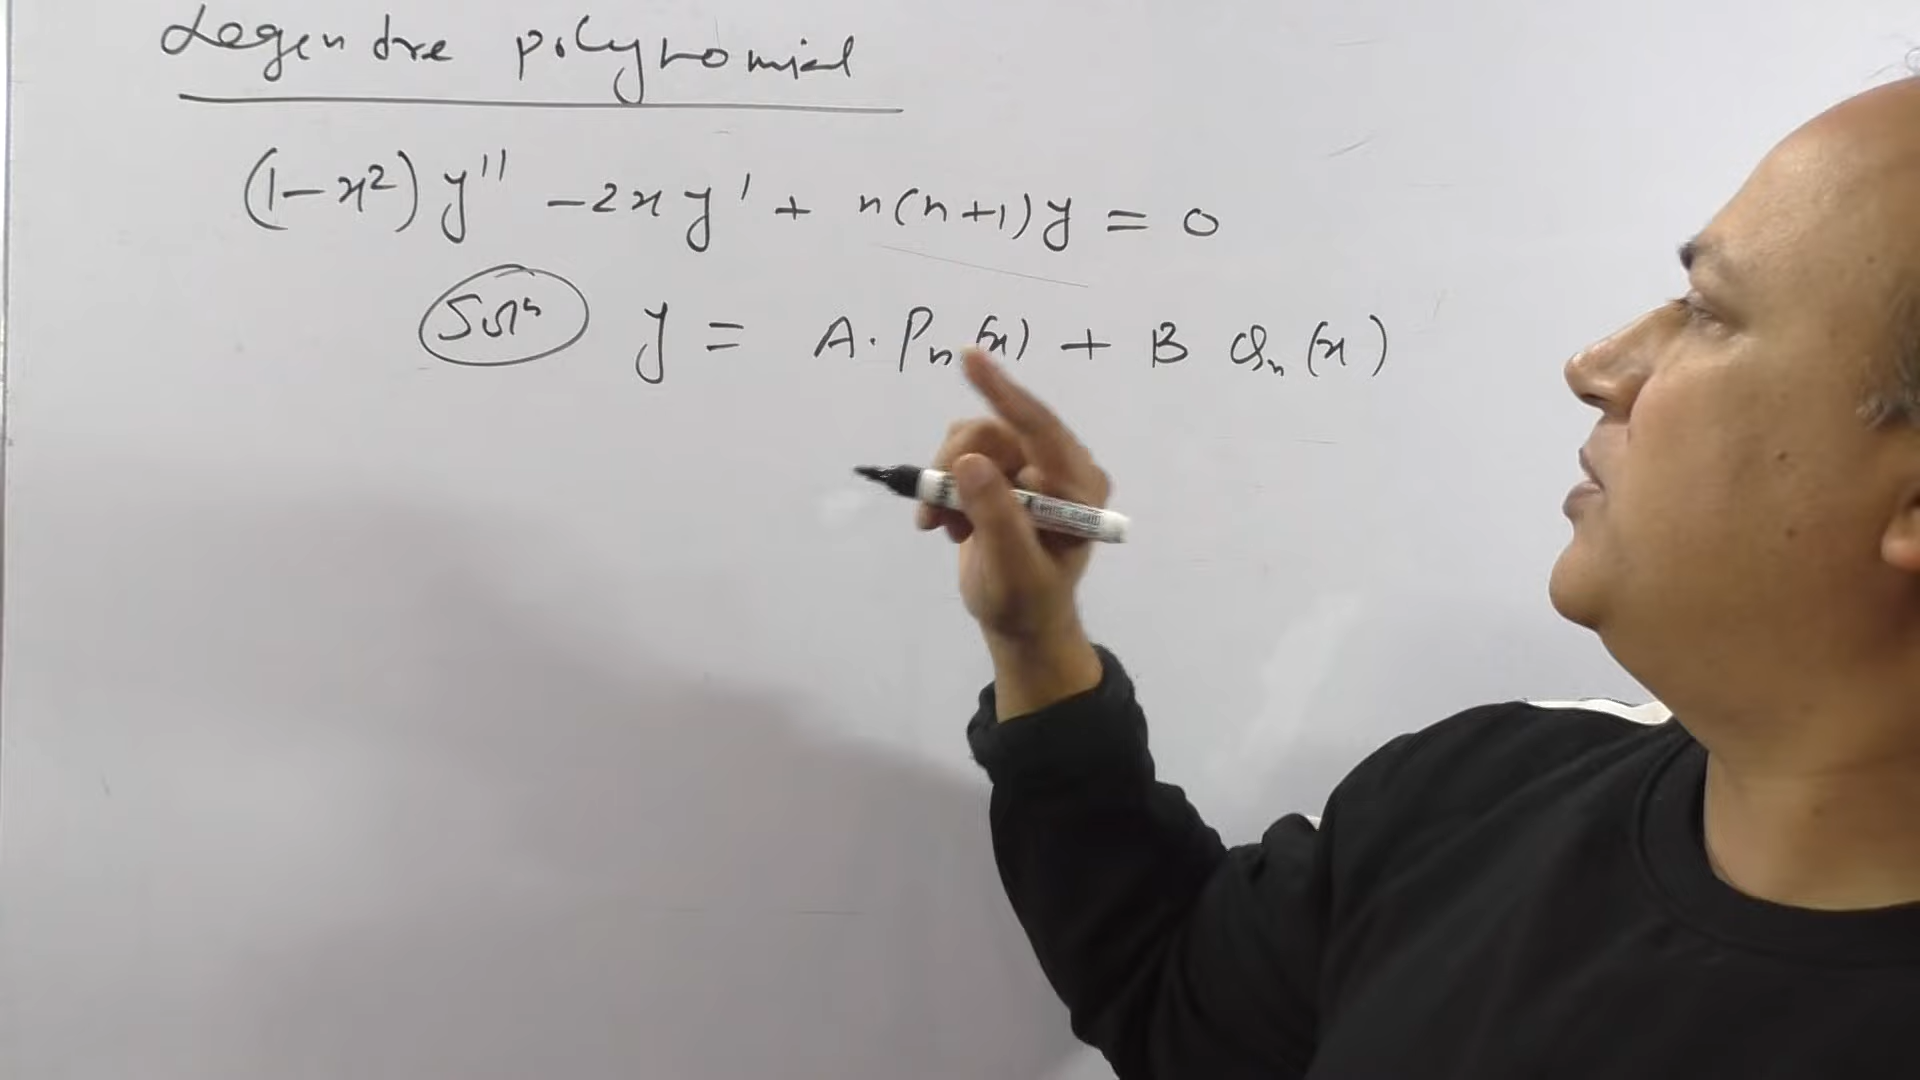 Legendre polynomial
(1-x²) y'' - 2x y' + n(n+1)y = 0
Solⁿ y = A. Pₙ(x) + B Qₙ(x)